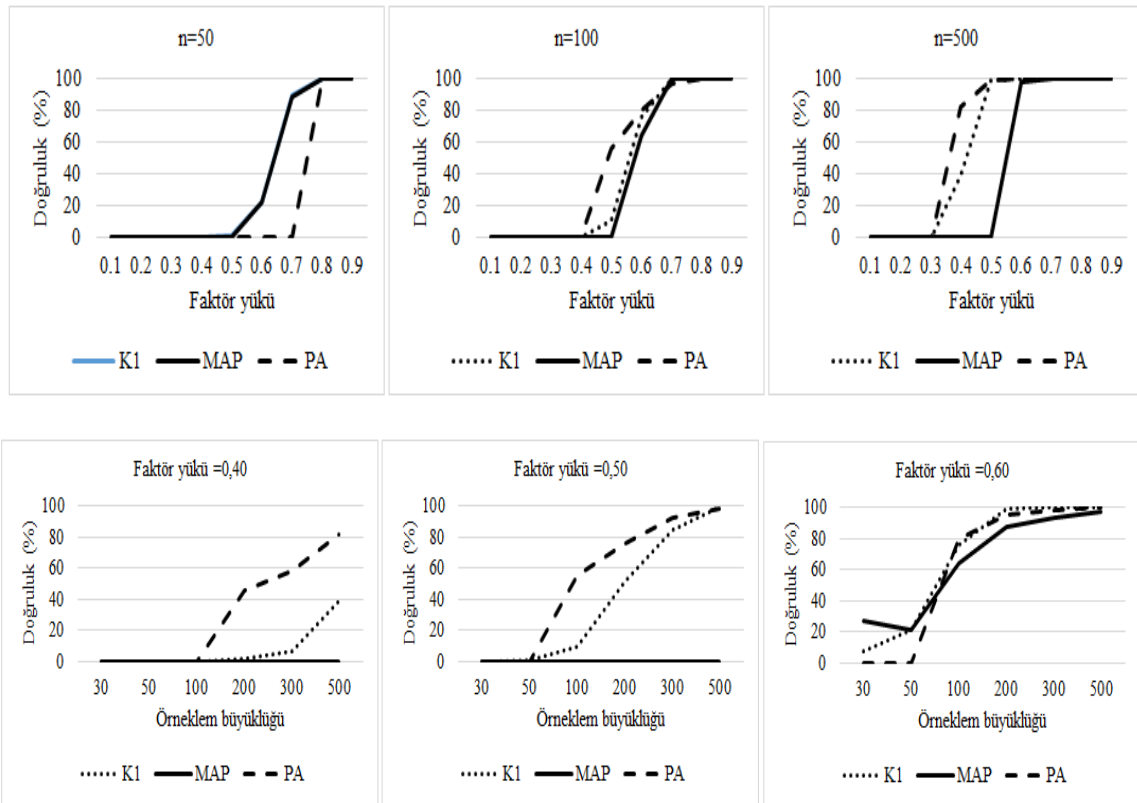 n=50
Doğruluk (%)
100
80
60
40
20
0
0.1 0.2 0.3 0.4 0.5 0.6 0.7 0.8 0.9
Faktör yükü
K1 MAP PA
n=100
Doğruluk (%)
100
80
60
40
20
0
0.1 0.2 0.3 0.4 0.5 0.6 0.7 0.8 0.9
Faktör yükü
K1 MAP PA
n=500
Doğruluk (%)
100
80
60
40
20
0
0.1 0.2 0.3 0.4 0.5 0.6 0.7 0.8 0.9
Faktör yükü
K1 MAP PA
Faktör yükü =0,40
Doğruluk (%)
100
80
60
40
20
0
30 50 100 200 300 500
Örneklem büyüklüğü
K1 MAP PA
Faktör yükü =0,50
Doğruluk (%)
100
80
60
40
20
0
30 50 100 200 300 500
Örneklem büyüklüğü
K1 MAP PA
Faktör yükü =0,60
Doğruluk (%)
100
80
60
40
20
0
30 50 100 200 300 500
Örneklem büyüklüğü
K1 MAP PA